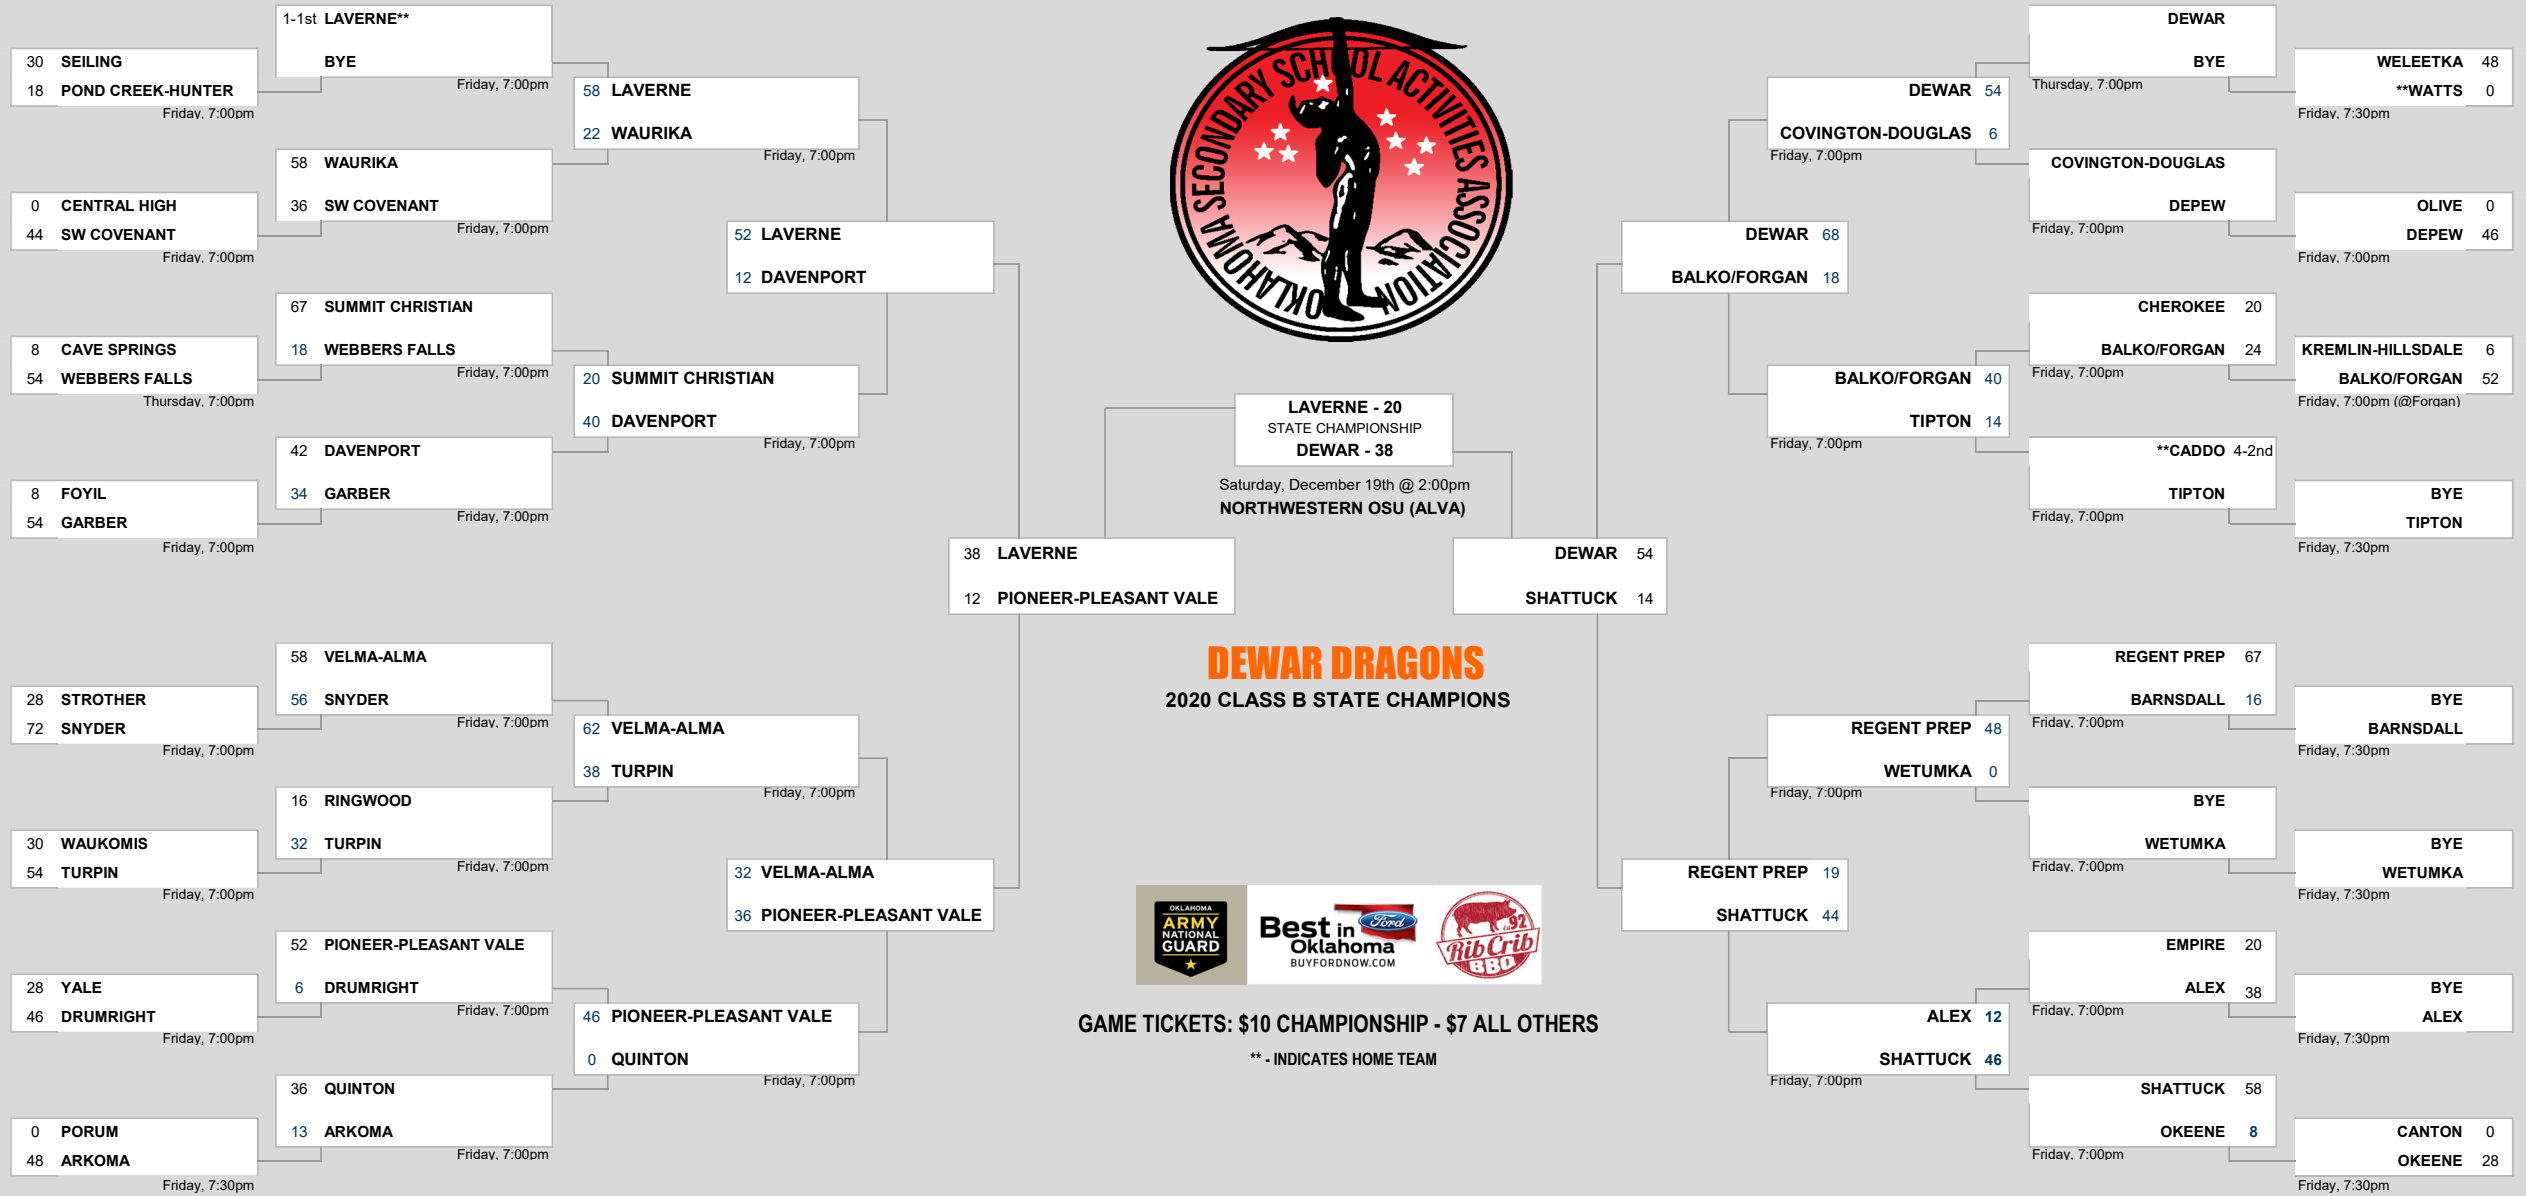 30 SEILING
18 POND CREEK-HUNTER
Friday, 7:00pm
0 CENTRAL HIGH
44 SW COVENANT
Friday, 7:00pm
8 CAVE SPRINGS
54 WEBBERS FALLS
Thursday, 7:00pm
8 FOYIL
54 GARBER
Friday, 7:00pm
28 STROTHER
72 SNYDER
Friday, 7:00pm
30 WAUKOMIS
54 TURPIN
Friday, 7:00pm
28 YALE
46 DRUMRIGHT
Friday, 7:00pm
0 PORUM
48 ARKOMA
Friday, 7:30pm
1-1st LAVERNE**
BYE
Friday, 7:00pm
58 WAURIKA
36 SW COVENANT
Friday, 7:00pm
67 SUMMIT CHRISTIAN
18 WEBBERS FALLS
Friday, 7:00pm
42 DAVENPORT
34 GARBER
Friday, 7:00pm
58 VELMA-ALMA
56 SNYDER
Friday, 7:00pm
16 RINGWOOD
32 TURPIN
Friday, 7:00pm
52 PIONEER-PLEASANT VALE
6 DRUMRIGHT
Friday, 7:00pm
36 QUINTON
13 ARKOMA
Friday, 7:00pm
58 LAVERNE
22 WAURIKA
Friday, 7:00pm
20 SUMMIT CHRISTIAN
40 DAVENPORT
Friday, 7:00pm
62 VELMA-ALMA
38 TURPIN
Friday, 7:00pm
46 PIONEER-PLEASANT VALE
0 QUINTON
Friday, 7:00pm
52 LAVERNE
12 DAVENPORT
32 VELMA-ALMA
36 PIONEER-PLEASANT VALE
38 LAVERNE
12 PIONEER-PLEASANT VALE
OKLAHOMA SECONDARY SCHOOL ACTIVITIES ASSOCIATION
LAVERNE - 20
STATE CHAMPIONSHIP
DEWAR - 38
Saturday, December 19th @ 2:00pm
NORTHWESTERN OSU (ALVA)
DEWAR DRAGONS
2020 CLASS B STATE CHAMPIONS
OKLAHOMA
ARMY
NATIONAL
GUARD
Best in
Oklahoma
Ford
BUYFORDNOW.COM
Est 92
RibCrib
BBQ
GAME TICKETS: $10 CHAMPIONSHIP - $7 ALL OTHERS
** - INDICATES HOME TEAM
DEWAR 54
SHATTUCK 14
DEWAR 68
BALKO/FORGAN 18
REGENT PREP 19
SHATTUCK 44
DEWAR 54
COVINGTON-DOUGLAS 6
Friday, 7:00pm
BALKO/FORGAN 40
TIPTON 14
Friday, 7:00pm
REGENT PREP 48
WETUMKA 0
Friday, 7:00pm
ALEX 12
SHATTUCK 46
Friday, 7:00pm
DEWAR
BYE
Thursday, 7:00pm
COVINGTON-DOUGLAS
DEPEW
Friday, 7:00pm
CHEROKEE 20
BALKO/FORGAN 24
Friday, 7:00pm
**CADDO 4-2nd
TIPTON
Friday, 7:00pm
REGENT PREP 67
BARNSDALL 16
Friday, 7:00pm
BYE
WETUMKA
Friday, 7:00pm
EMPIRE 20
ALEX 38
Friday, 7:00pm
SHATTUCK 58
OKEENE 8
Friday, 7:00pm
WELEETKA 48
**WATTS 0
Friday, 7:30pm
OLIVE 0
DEPEW 46
Friday, 7:00pm
KREMLIN-HILLSDALE 6
BALKO/FORGAN 52
Friday, 7:00pm (@Forgan)
BYE
TIPTON
Friday, 7:30pm
BYE
BARNSDALL
Friday, 7:30pm
BYE
WETUMKA
Friday, 7:30pm
BYE
ALEX
Friday, 7:30pm
CANTON 0
OKEENE 28
Friday, 7:30pm